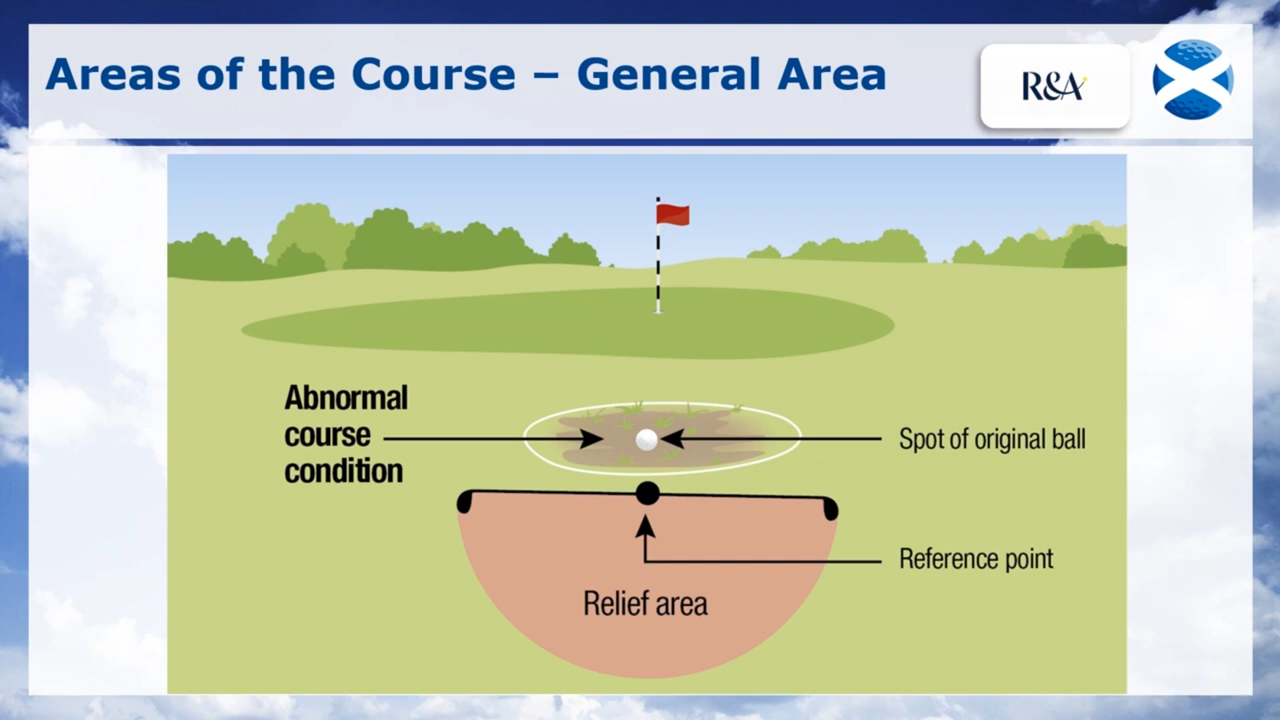 Areas of the Course – General Area
R&A
Abnormal
course
condition
Spot of original ball
Reference point
Relief area